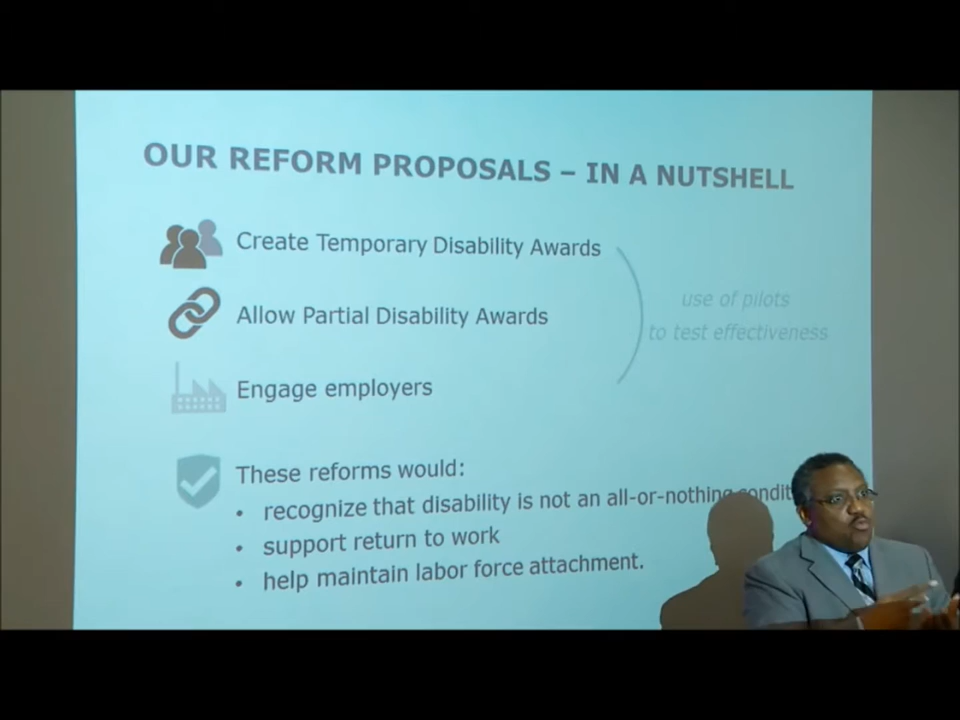 OUR REFORM PROPOSALS – IN A NUTSHELL
Create Temporary Disability Awards
Allow Partial Disability Awards
use of pilots
to test effectiveness
Engage employers
These reforms would:
• recognize that disability is not an all-or-nothing
• support return to work
• help maintain labor force attachment.